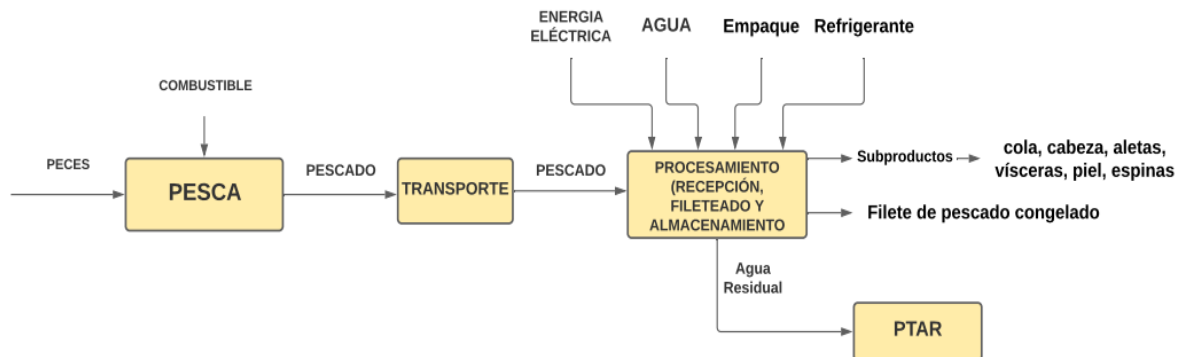 ENERGIA
ELÉCTRICA
AGUA
Empaque
Refrigerante
COMBUSTIBLE
PECES
PESCA
PESCADO
TRANSPORTE
PESCADO
PROCESAMIENTO
(RECEPCIÓN,
FILETEADO Y
ALMACENAMIENTO
Subproductos
cola, cabeza, aletas,
vísceras, piel, espinas
Filete de pescado congelado
Agua
Residual
PTAR